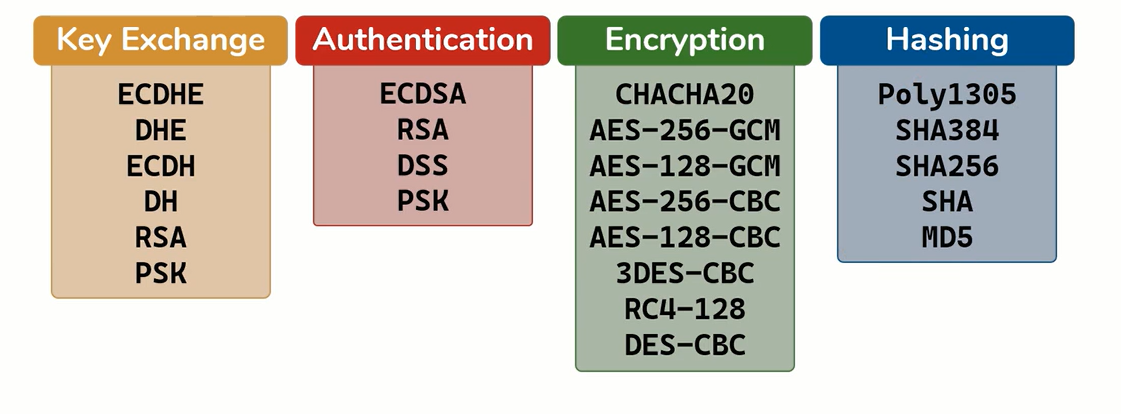 Key Exchange
ECDHE
DHE
ECDH
DH
RSA
PSK
Authentication
ECDSA
RSA
DSS
PSK
Encryption
CHACHA20
AES-256-GCM
AES-128-GCM
AES-256-CBC
AES-128-CBC
3DES-CBC
RC4-128
DES-CBC
Hashing
Poly1305
SHA384
SHA256
SHA
MD5